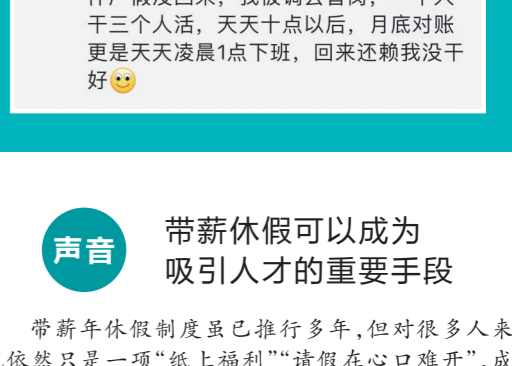 干三个人活，天天十点以后，月底对账
更是天天凌晨1点下班，回来还赖我没干
好🙂
声音
带薪休假可以成为
吸引人才的重要手段
带薪年休假制度虽已推行多年,但对很多人来
依然只是一项“纸上福利”“请假在心口难开”,成